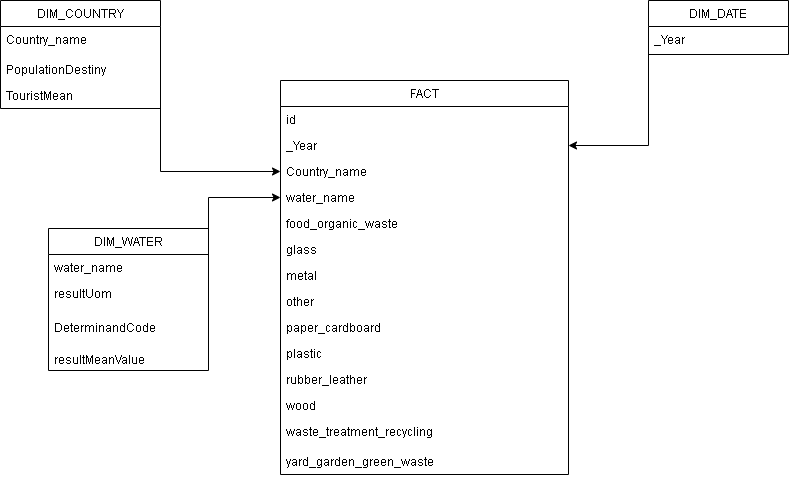 DIM_COUNTRY
Country_name
PopulationDestiny
TouristMean
DIM_DATE
_Year
FACT
id
_Year
Country_name
water_name
food_organic_waste
glass
metal
other
paper_cardboard
plastic
rubber_leather
wood
waste_treatment_recycling
yard_garden_green_waste
DIM_WATER
water_name
resultUom
DeterminandCode
resultMeanValue